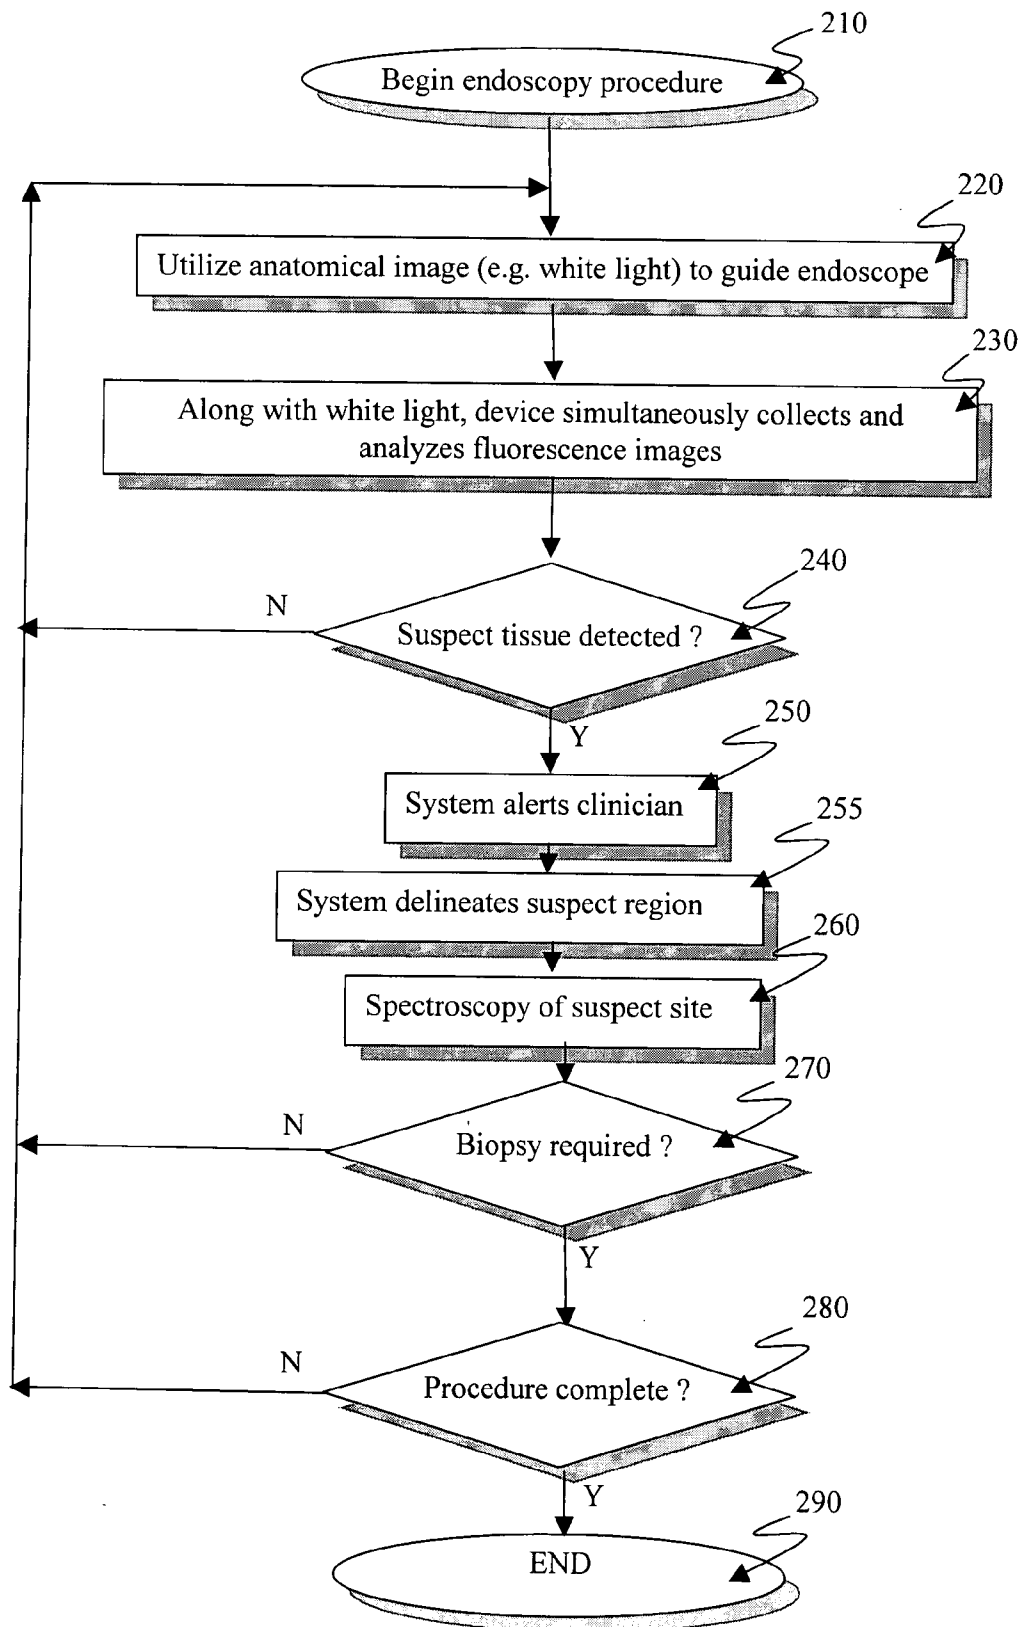 210
Begin endoscopy procedure
220
Utilize anatomical image (e.g. white light) to guide endoscope
230
Along with white light, device simultaneously collects and
analyzes fluorescence images
240
N
Suspect tissue detected ?
Y
250
System alerts clinician
255
System delineates suspect region
260
Spectroscopy of suspect site
270
N
Biopsy required ?
Y
280
N
Procedure complete ?
Y
290
END